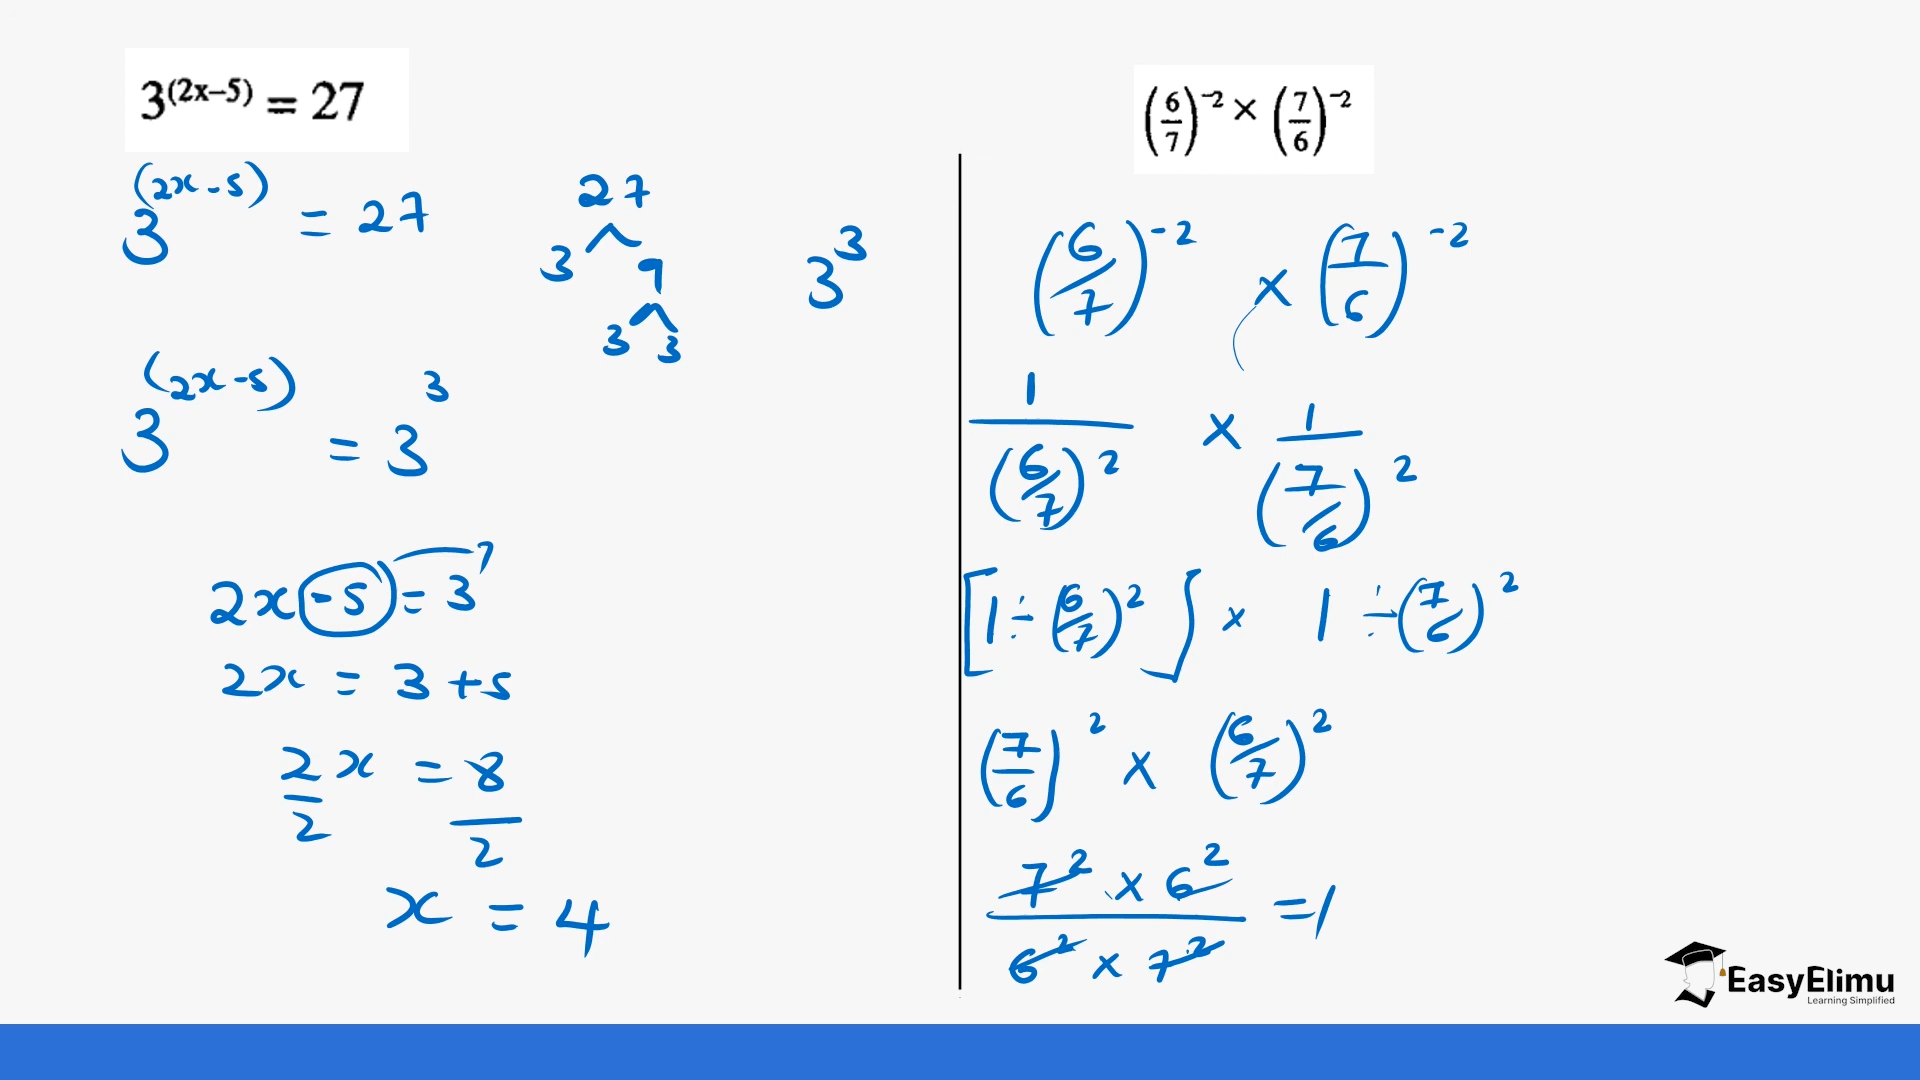 3^(2x–5) = 27
3^(2x-5) = 27
27
3 9
3 3
3^3
3^(2x-5) = 3^3
2x -5 = 3
2x = 3 +5
2x/2 = 8/2
x = 4
(6/7)^–2 × (7/6)^–2
(6/7)^-2 × (7/6)^-2
1/(6/7)^2 × 1/(7/6)^2
[1 ÷ (6/7)^2] × 1 ÷ (7/6)^2
(7/6)^2 × (6/7)^2
7^2 × 6^2 / 6^2 × 7^2 = 1
EasyElimu
Learning Simplified